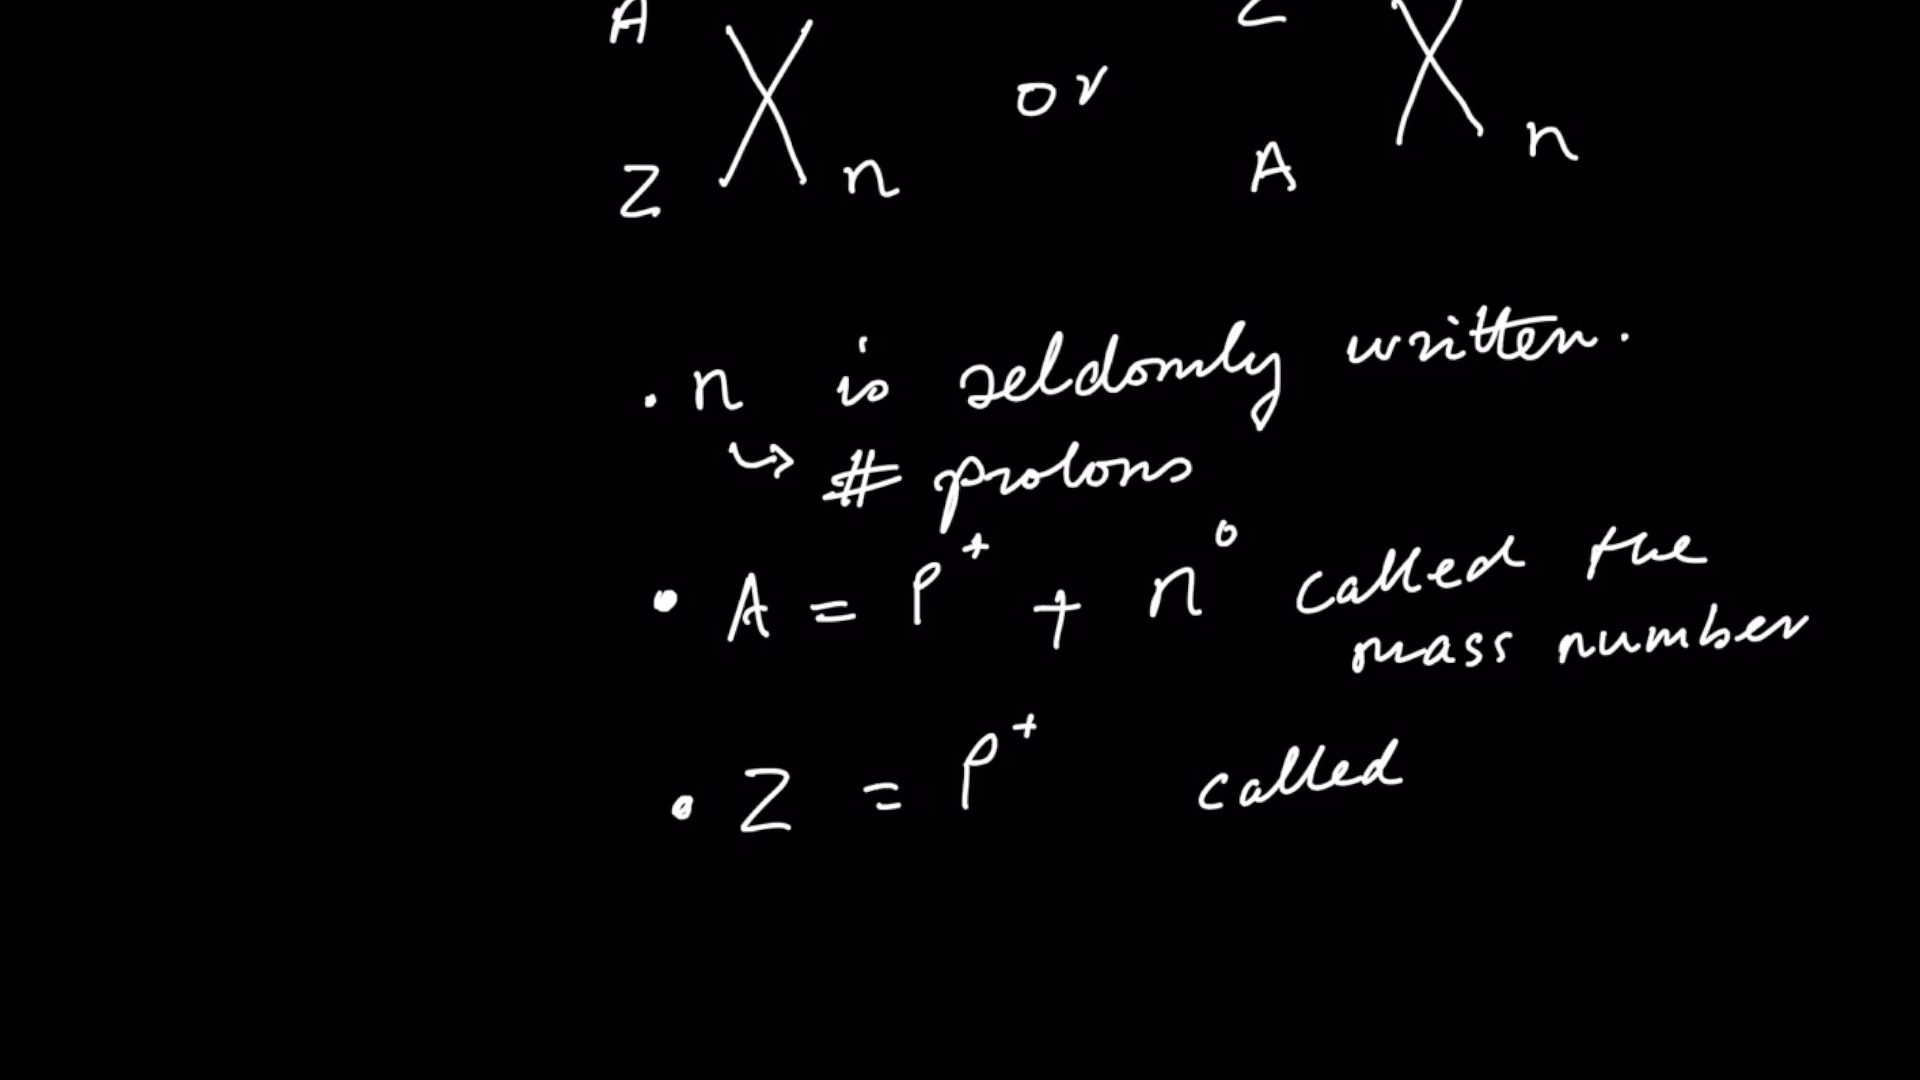 A X n or Z X n
Z A
. n is seldomly written.
↳ # protons
• A = P⁺ + n⁰ called the
mass number
• Z = P⁺ called